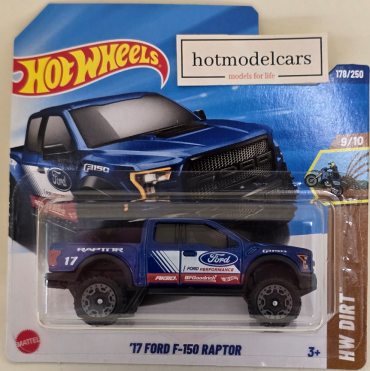 HOT WHEELS
hotmodelcars
models for life
178/250
9/10
Ford
F150
RAPTOR
17
Ford
FORD PERFORMANCE
F150
BFGoodrich
MATTEL
'17 FORD F-150 RAPTOR
3+
HW DIRT